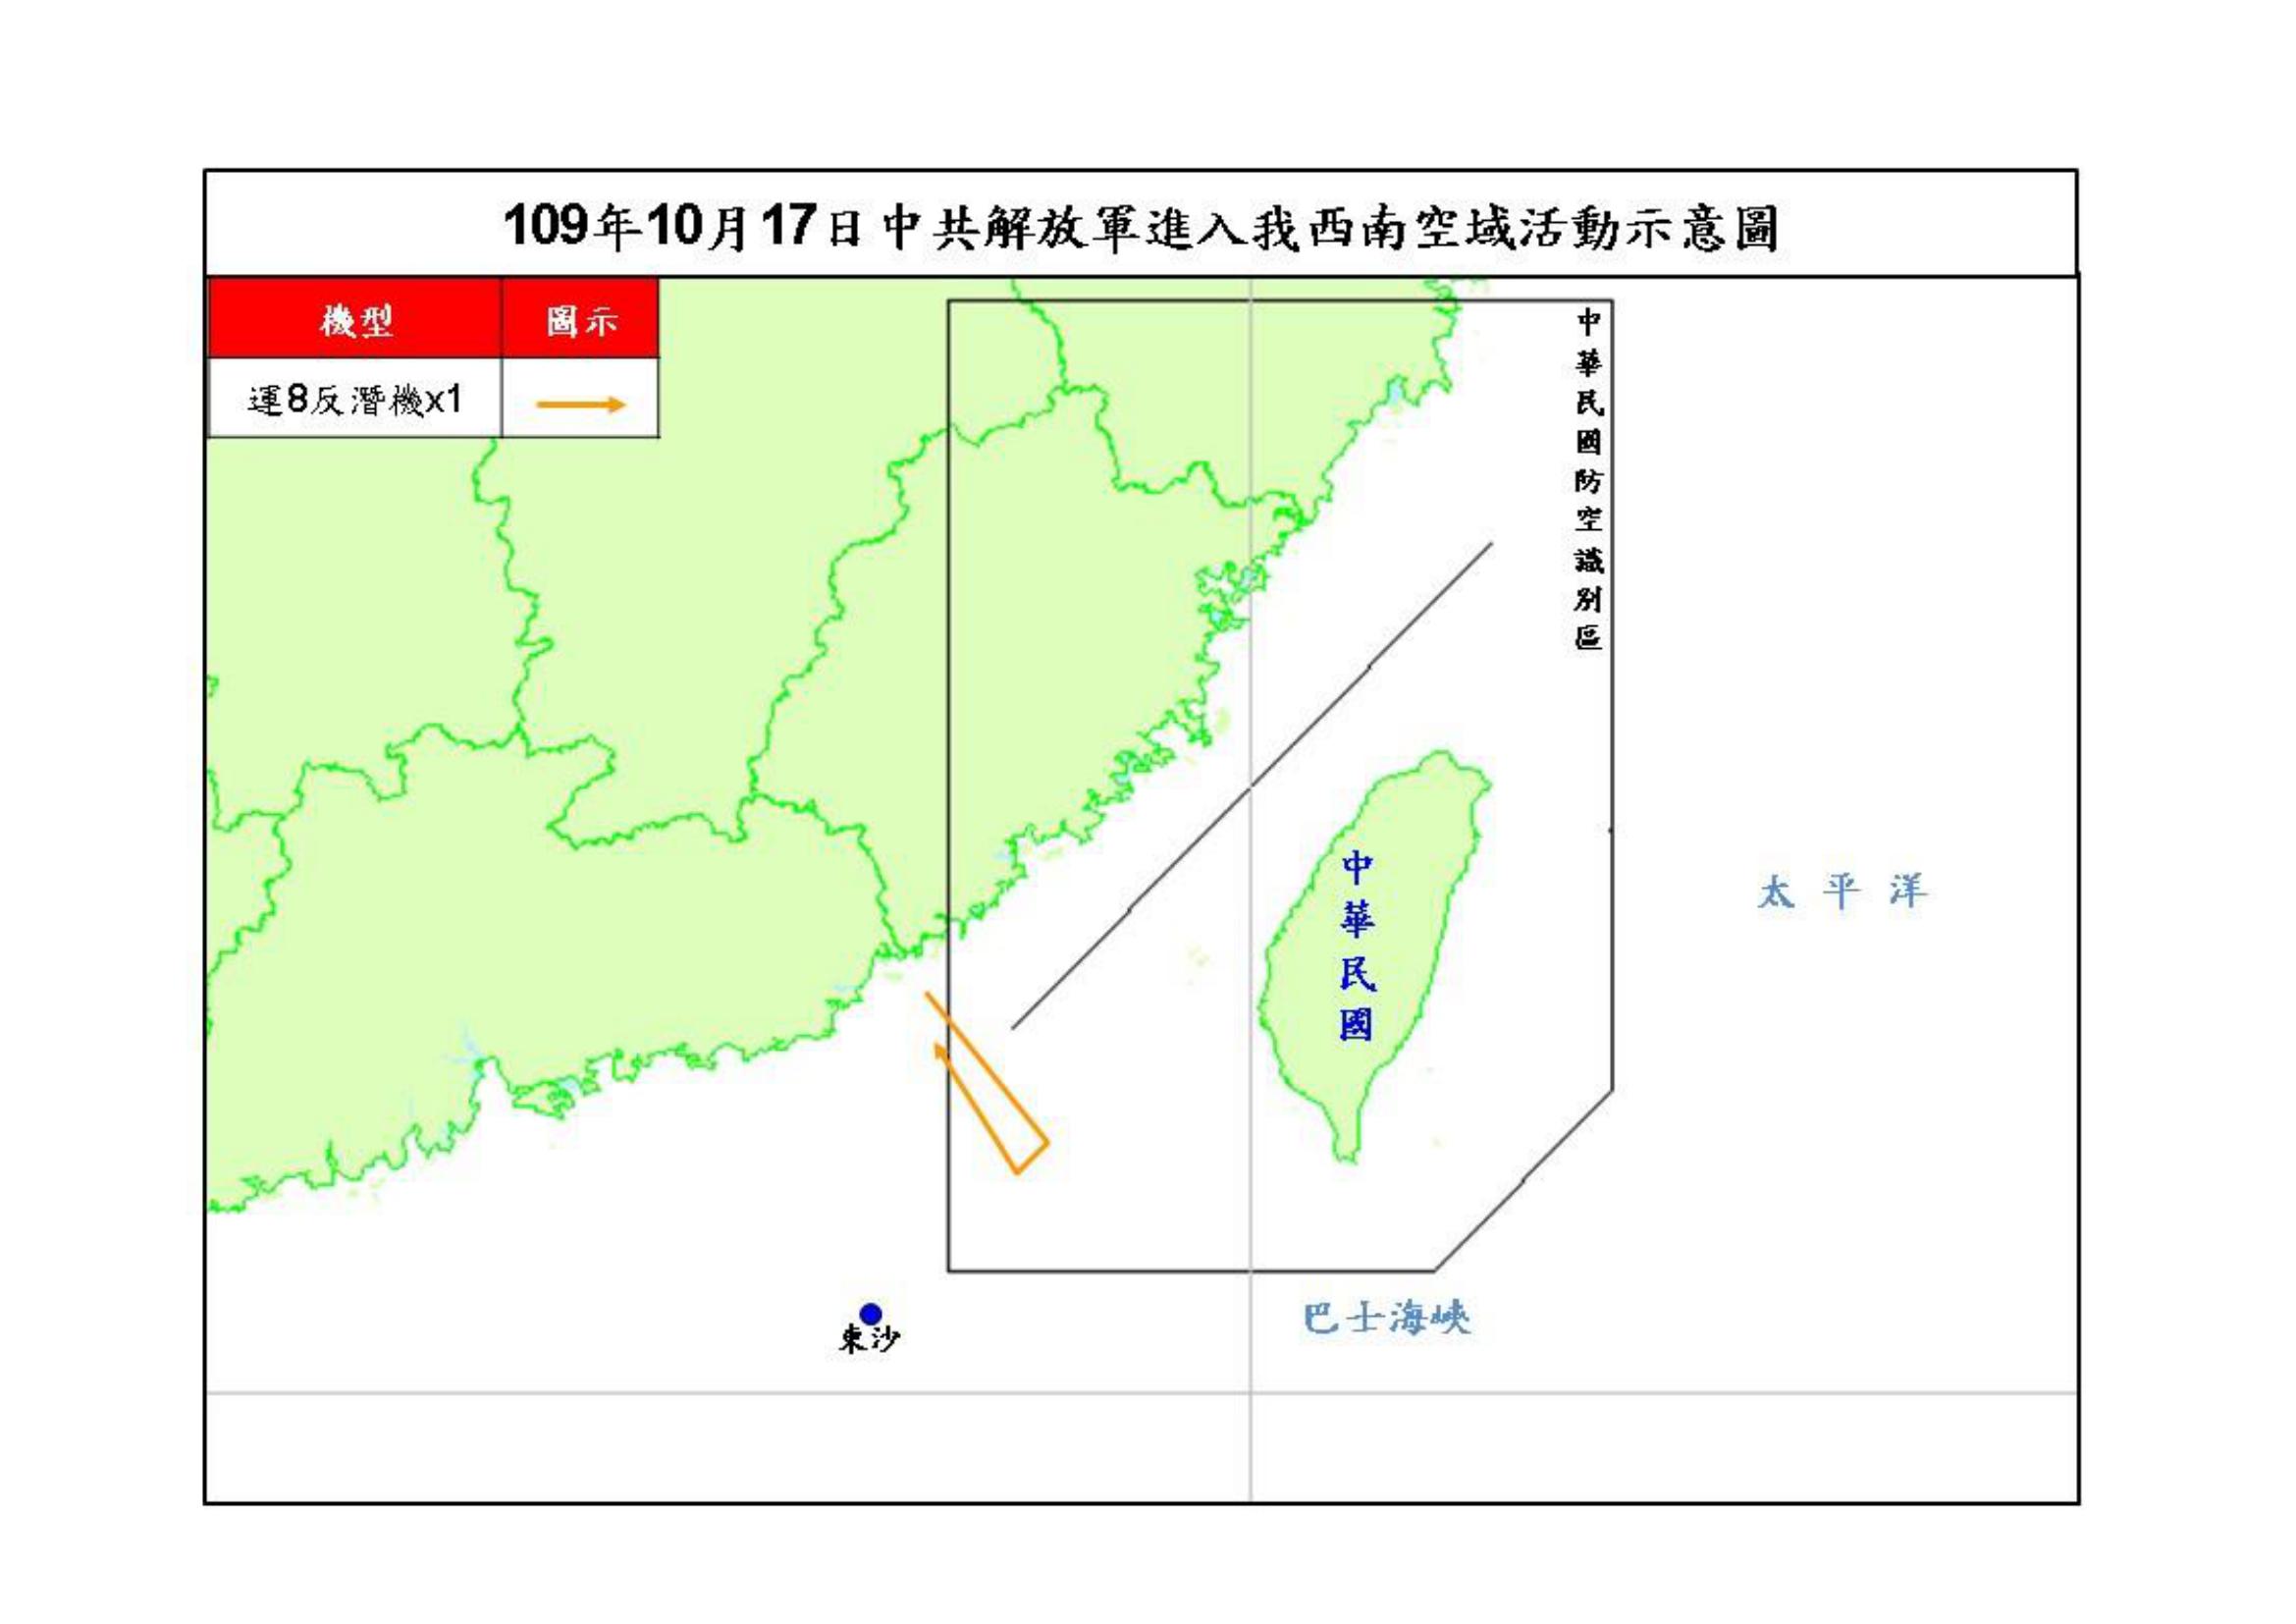 109年10月17日中共解放軍進入我西南空域活動示意圖
機型 圖示
運8反潛機x1
中華民國防空識別區
中華民國
太平洋
巴士海峽
東沙